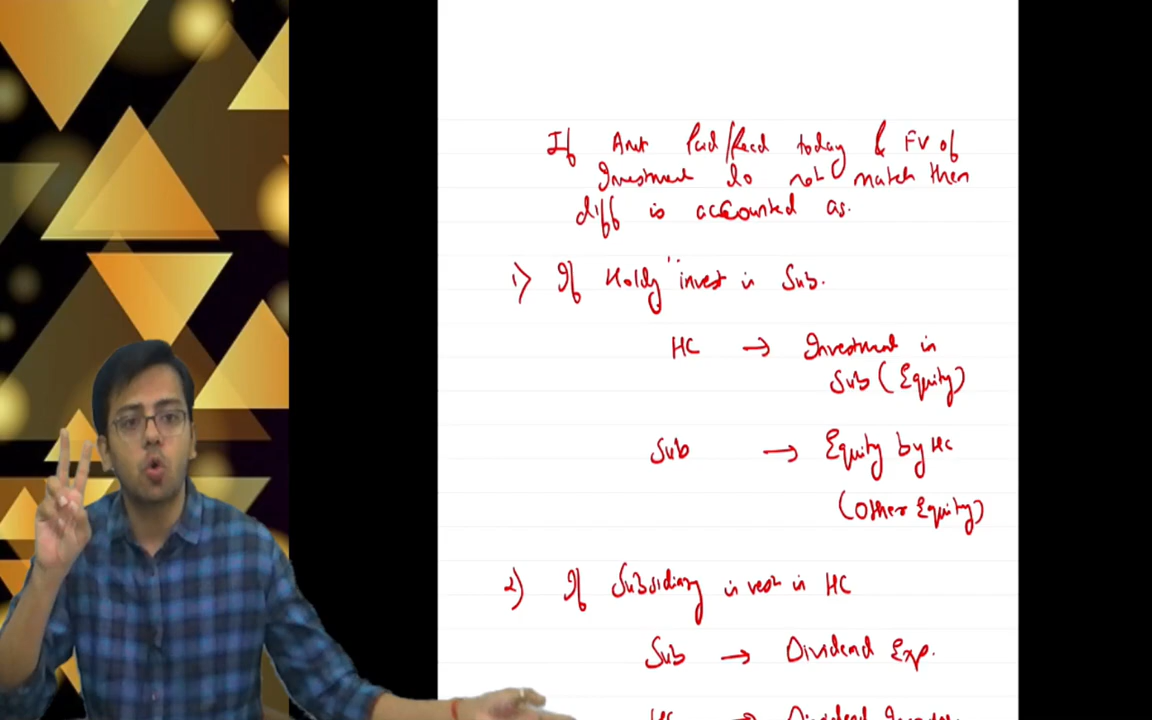 If Amt Paid/Recd today & FV of
Investment do not match then
diff is accounted as.
1) If Holdg invest in Sub.
HC → Investment in
Sub (Equity)
Sub → Equity by HC
(Other Equity)
2) If Subsidiary invest in HC
Sub → Dividend Exp.
HC → Dividend